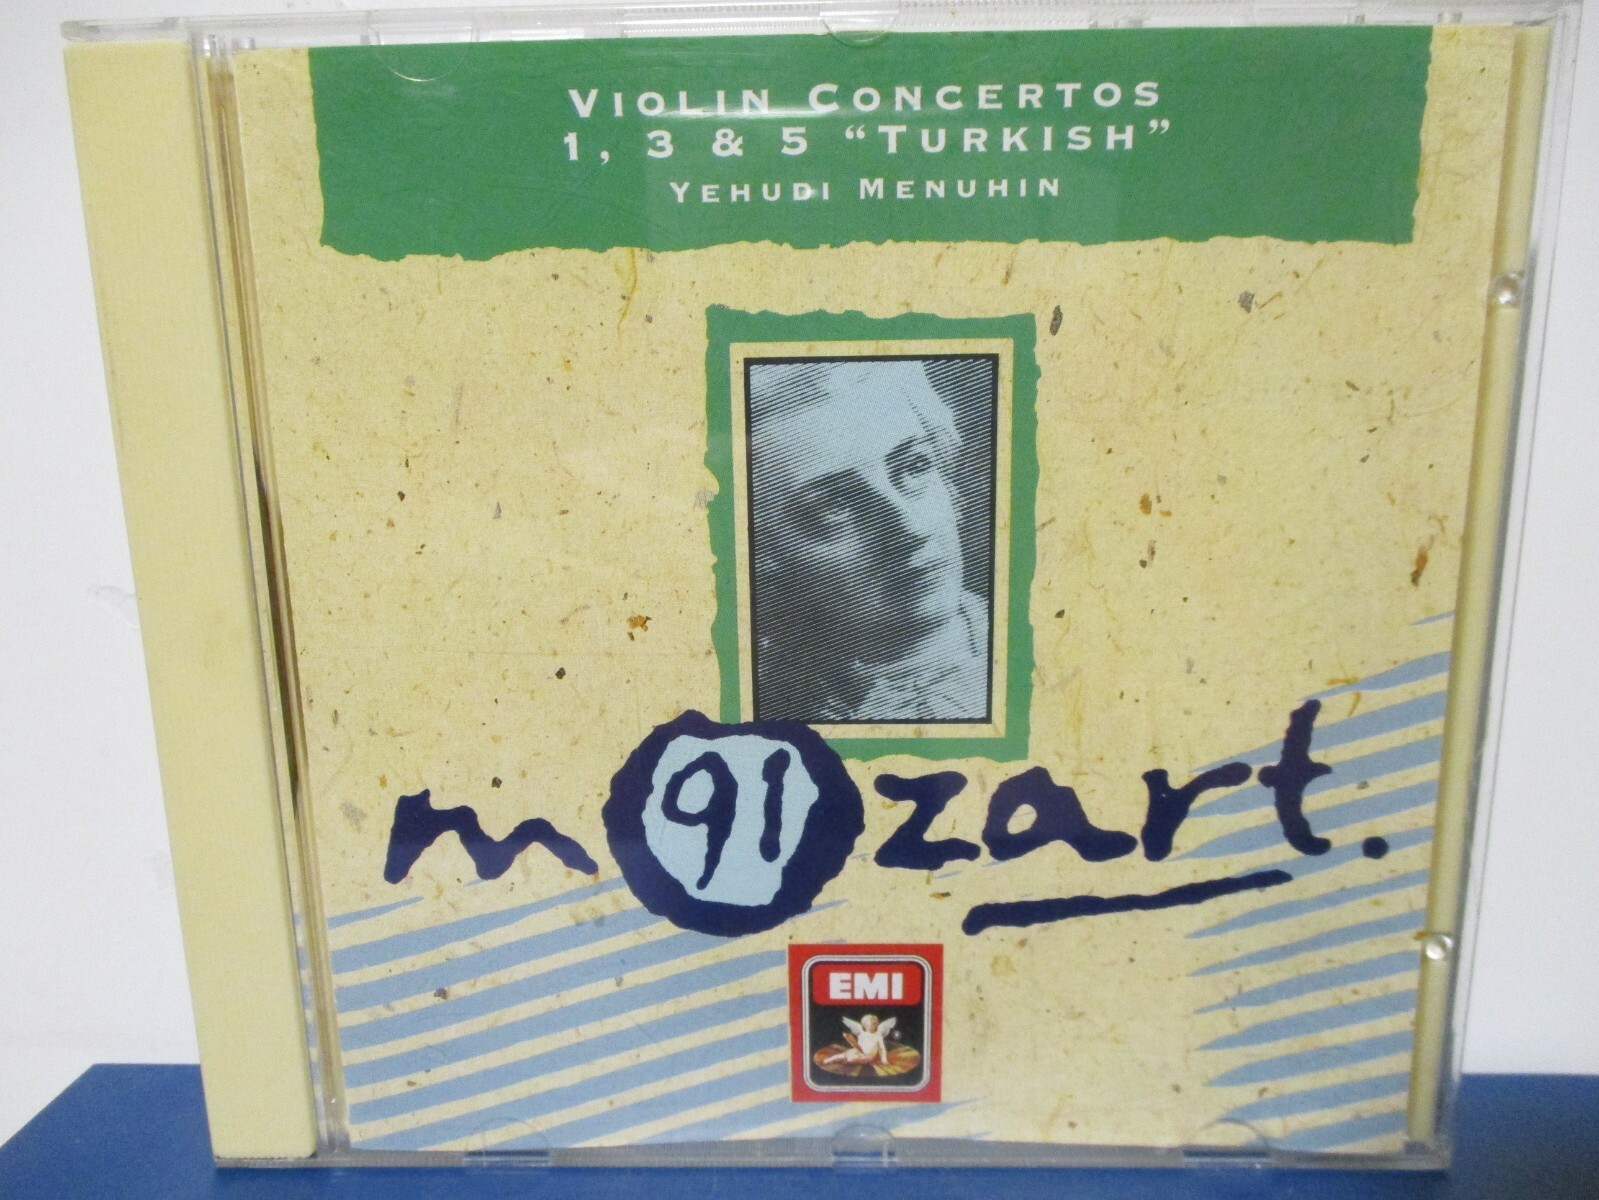 VIOLIN CONCERTOS
1, 3 & 5 “TURKISH”
YEHUDI MENUHIN
m91zart.
EMI